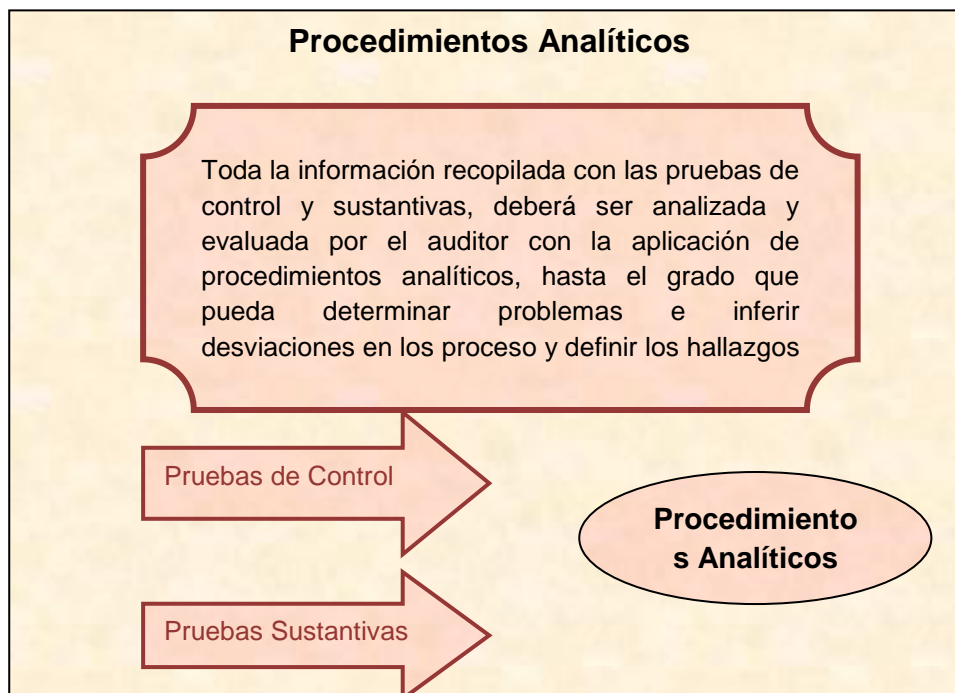 Procedimientos Analíticos
Toda la información recopilada con las pruebas de
control y sustantivas, deberá ser analizada y
evaluada por el auditor con la aplicación de
procedimientos analíticos, hasta el grado que
pueda determinar problemas e inferir
desviaciones en los proceso y definir los hallazgos
Pruebas de Control
Procedimiento
s Analíticos
Pruebas Sustantivas